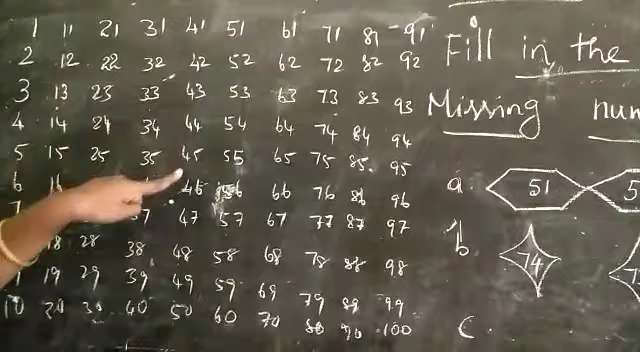 1 11 21 31 41 51 61 71 81 91
2 12 22 32 42 52 62 72 82 92
3 13 23 33 43 53 63 73 83 93
4 14 24 34 44 54 64 74 84 94
5 15 25 35 45 55 65 75 85 95
6 16 46 56 66 76 86 96
7 37 47 57 67 77 87 97
18 28 38 48 58 68 78 88 98
19 29 39 49 59 69 79 89 99
10 20 30 40 50 60 70 80 90 100
Fill in the
Missing num
a. 51 5
b. 74 7
c